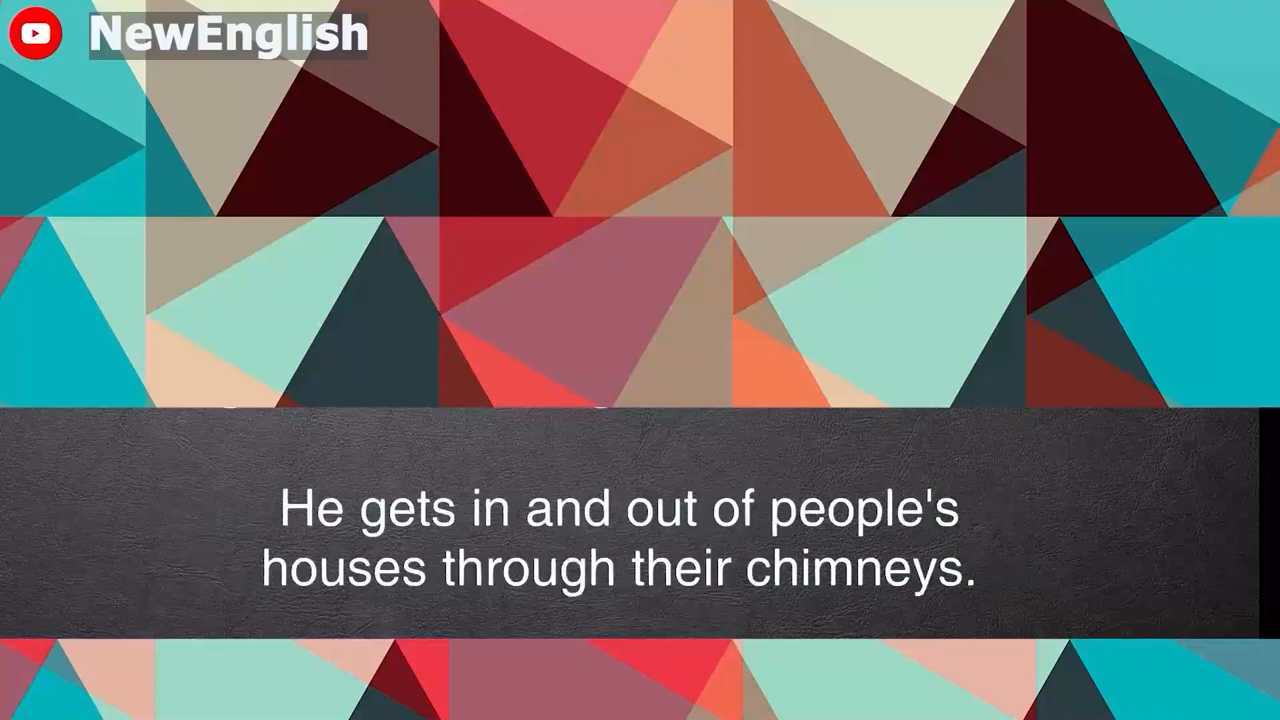 NewEnglish
He gets in and out of people's
houses through their chimneys.